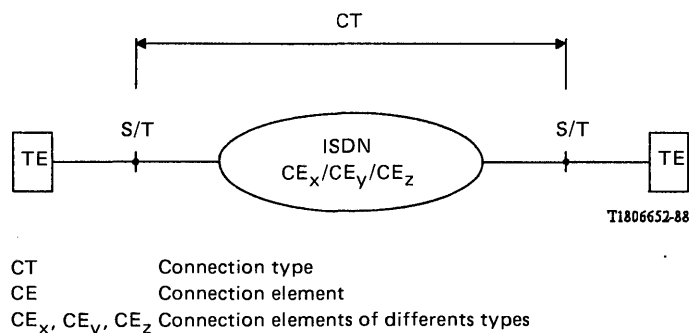 CT
S/T
S/T
TE
ISDN
CEx/CEy/CEz
TE
T1806652-88
CT Connection type
CE Connection element
CEx, CEy, CEz Connection elements of differents types